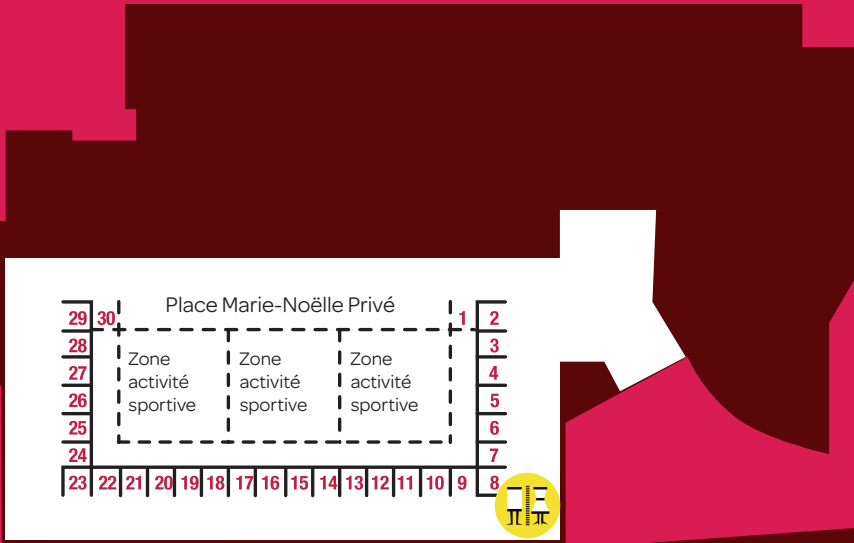 Place Marie-Noëlle Privé
29 30 1 2
28 3
27 4
26 5
25 6
24 7
Zone
activité
sportive
Zone
activité
sportive
Zone
activité
sportive
23 22 21 20 19 18 17 16 15 14 13 12 11 10 9 8